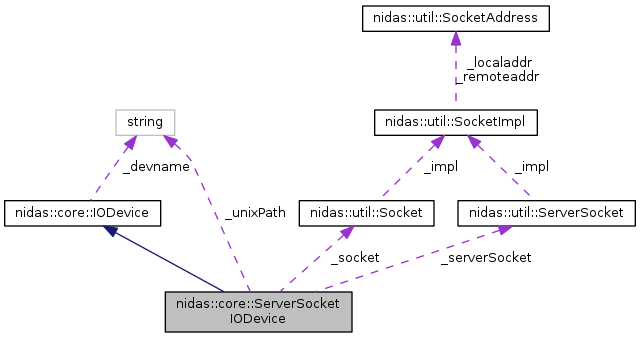 nidas::util::SocketAddress
_localaddr
_remoteaddr
string
nidas::util::SocketImpl
_devname
_impl
_impl
nidas::core::IODevice
_unixPath
nidas::util::Socket
nidas::util::ServerSocket
_socket
_serverSocket
nidas::core::ServerSocket
IODevice